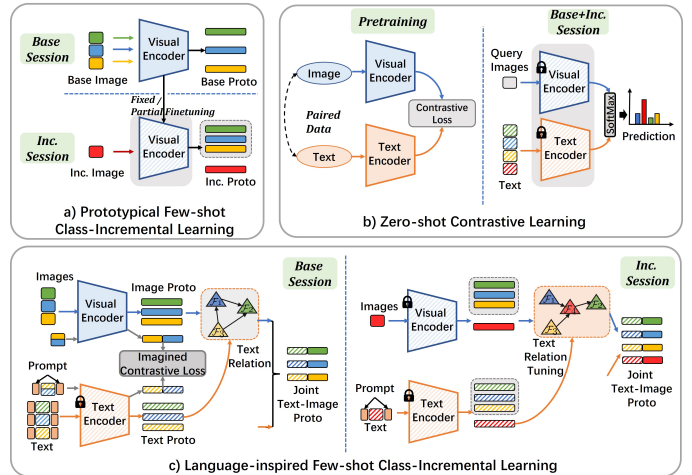 Base
Session
Base Image
Visual
Encoder
Base Proto
Fixed /
Partial Finetuning
Inc.
Session
Inc. Image
Visual
Encoder
Inc. Proto
a) Prototypical Few-shot
Class-Incremental Learning
Pretraining
Image
Visual
Encoder
Paired
Data
Contrastive
Loss
Text
Text
Encoder
Base+Inc.
Session
Query
Images
Visual
Encoder
SoftMax
Prediction
Text
Encoder
Text
b) Zero-shot Contrastive Learning
Images
Visual
Encoder
Image Proto
Base
Session
Imagined
Contrastive Loss
Text
Relation
Prompt
Text
Text
Encoder
Text Proto
Joint
Text-Image
Proto
Inc.
Session
Images
Visual
Encoder
Text
Relation
Tuning
Prompt
Text
Text
Encoder
Joint
Text-Image
Proto
c) Language-inspired Few-shot Class-Incremental Learning